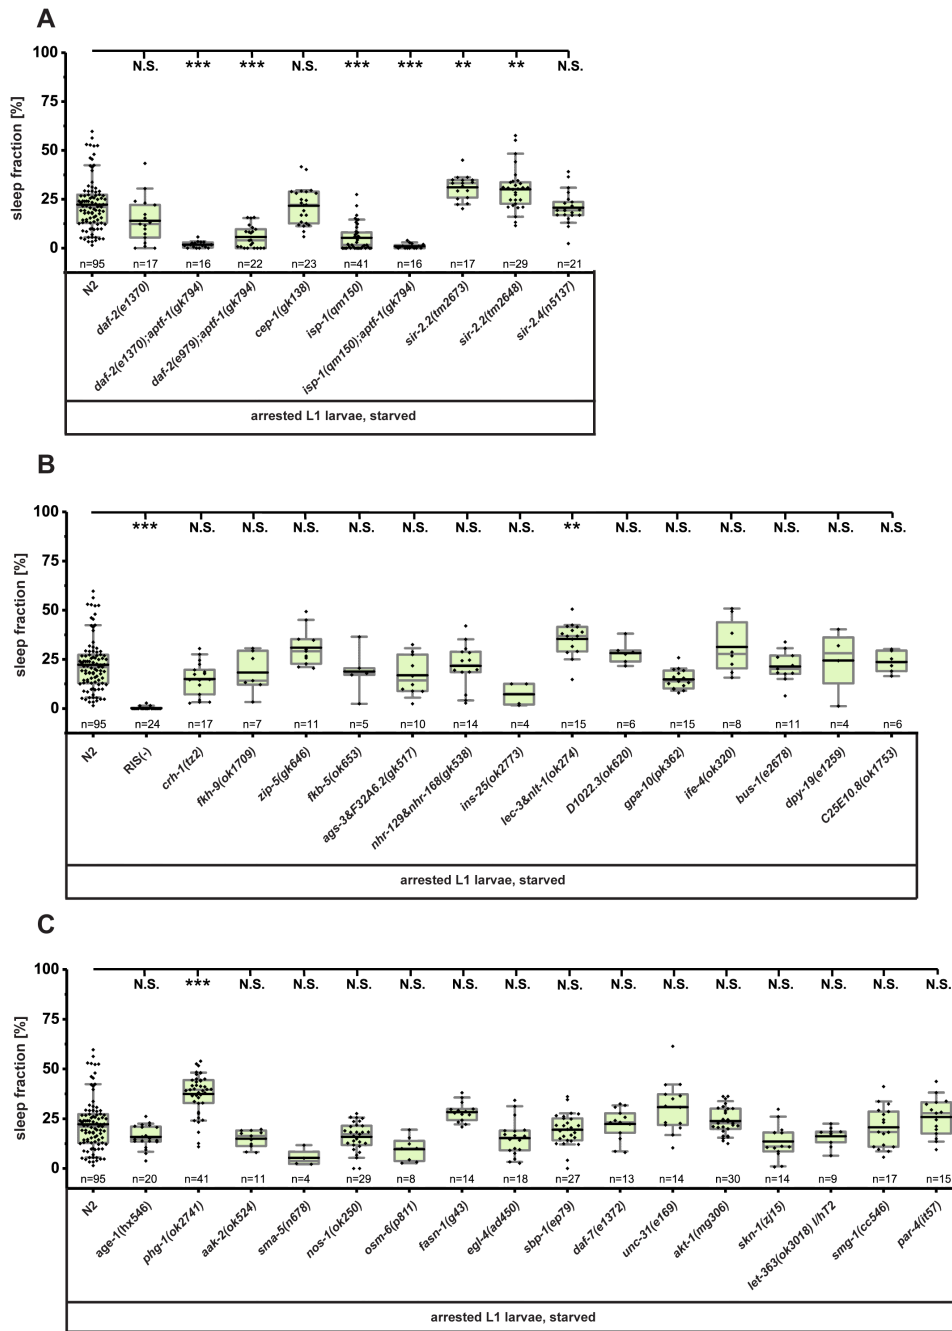 A
100
75
50
25
0
sleep fraction [%]
N.S. *** *** N.S. *** *** ** ** N.S.
n=95 n=17 n=16 n=22 n=23 n=41 n=16 n=17 n=29 n=21
N2
daf-2(e1370)
daf-2(e1370);aptf-1(gk794)
daf-2(e979);aptf-1(gk794)
cep-1(gk138)
isp-1(qm150)
isp-1(qm150);aptf-1(gk794)
sir-2.2(tm2673)
sir-2.2(tm2648)
sir-2.4(n5137)
arrested L1 larvae, starved
B
100
75
50
25
0
sleep fraction [%]
*** N.S. N.S. N.S. N.S. N.S. N.S. N.S. ** N.S. N.S. N.S. N.S. N.S. N.S.
n=95 n=24 n=17 n=7 n=11 n=5 n=10 n=14 n=4 n=15 n=6 n=15 n=8 n=11 n=4 n=6
N2
RIS(-)
crh-1(tz2)
fkh-9(ok1709)
zip-5(gk646)
fkb-5(ok653)
ags-3&F32A6.2(gk517)
nhr-129&nhr-168(gk538)
ins-25(ok2773)
lec-3&nlt-1(ok274)
D1022.3(ok620)
gpa-10(pk362)
ife-4(ok320)
bus-1(e2678)
dpy-19(e1259)
C25E10.8(ok1753)
arrested L1 larvae, starved
C
100
75
50
25
0
sleep fraction [%]
N.S. *** N.S. N.S. N.S. N.S. N.S. N.S. N.S. N.S. N.S. N.S. N.S. N.S. N.S. N.S.
n=95 n=20 n=41 n=11 n=4 n=29 n=8 n=14 n=18 n=27 n=13 n=14 n=30 n=14 n=9 n=17 n=15
N2
age-1(hx546)
phg-1(ok2741)
aak-2(ok524)
sma-5(n678)
nos-1(ok250)
osm-6(p811)
fasn-1(g43)
egl-4(ad450)
sbp-1(ep79)
daf-7(e1372)
unc-31(e169)
akt-1(mg306)
skn-1(zj15)
let-363(ok3018) I/hT2
smg-1(cc546)
par-4(it57)
arrested L1 larvae, starved